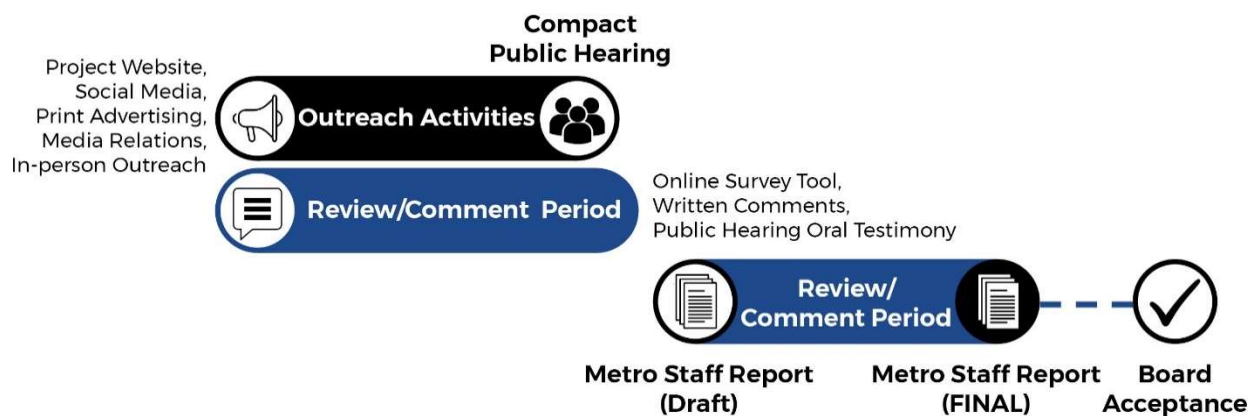 Compact
Public Hearing
Project Website,
Social Media,
Print Advertising,
Media Relations,
In-person Outreach
Outreach Activities
Review/Comment Period
Online Survey Tool,
Written Comments,
Public Hearing Oral Testimony
Review/
Comment Period
Metro Staff Report
(Draft)
Metro Staff Report
(FINAL)
Board
Acceptance